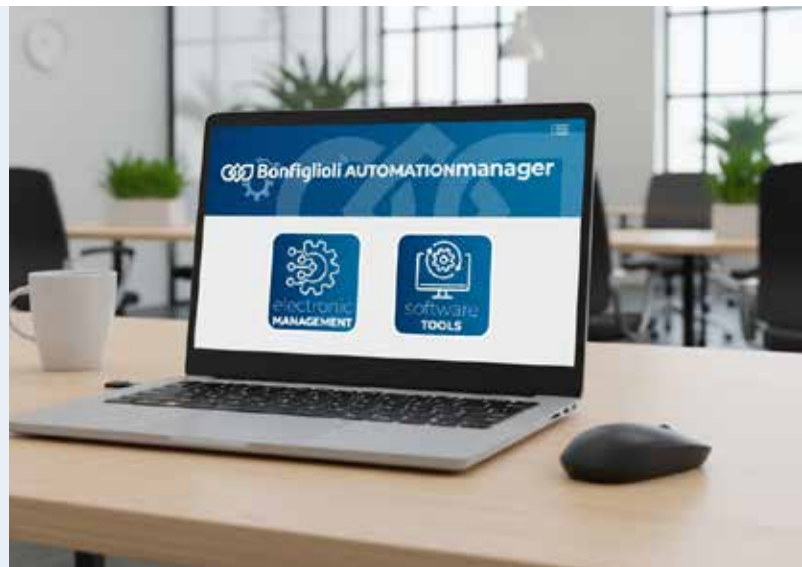 Bonfiglioli AUTOMATIONmanager
electronic
MANAGEMENT
software
TOOLS